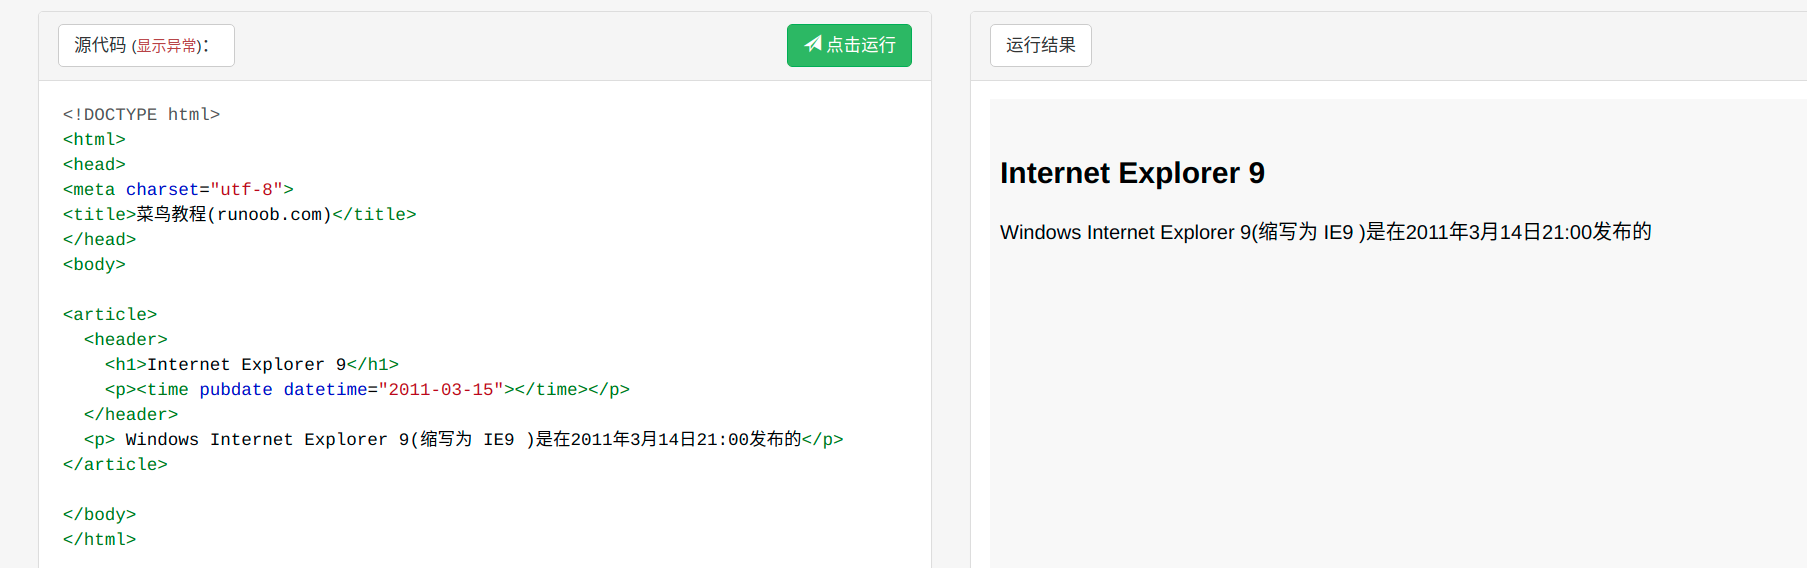 源代码 (显示异常)：
点击运行
<!DOCTYPE html>
<html>
<head>
<meta charset="utf-8">
<title>菜鸟教程(runoob.com)</title>
</head>
<body>
<article>
<header>
<h1>Internet Explorer 9</h1>
<p><time pubdate datetime="2011-03-15"></time></p>
</header>
<p> Windows Internet Explorer 9(缩写为 IE9 )是在2011年3月14日21:00发布的</p>
</article>
</body>
</html>
运行结果
Internet Explorer 9
Windows Internet Explorer 9(缩写为 IE9 )是在2011年3月14日21:00发布的